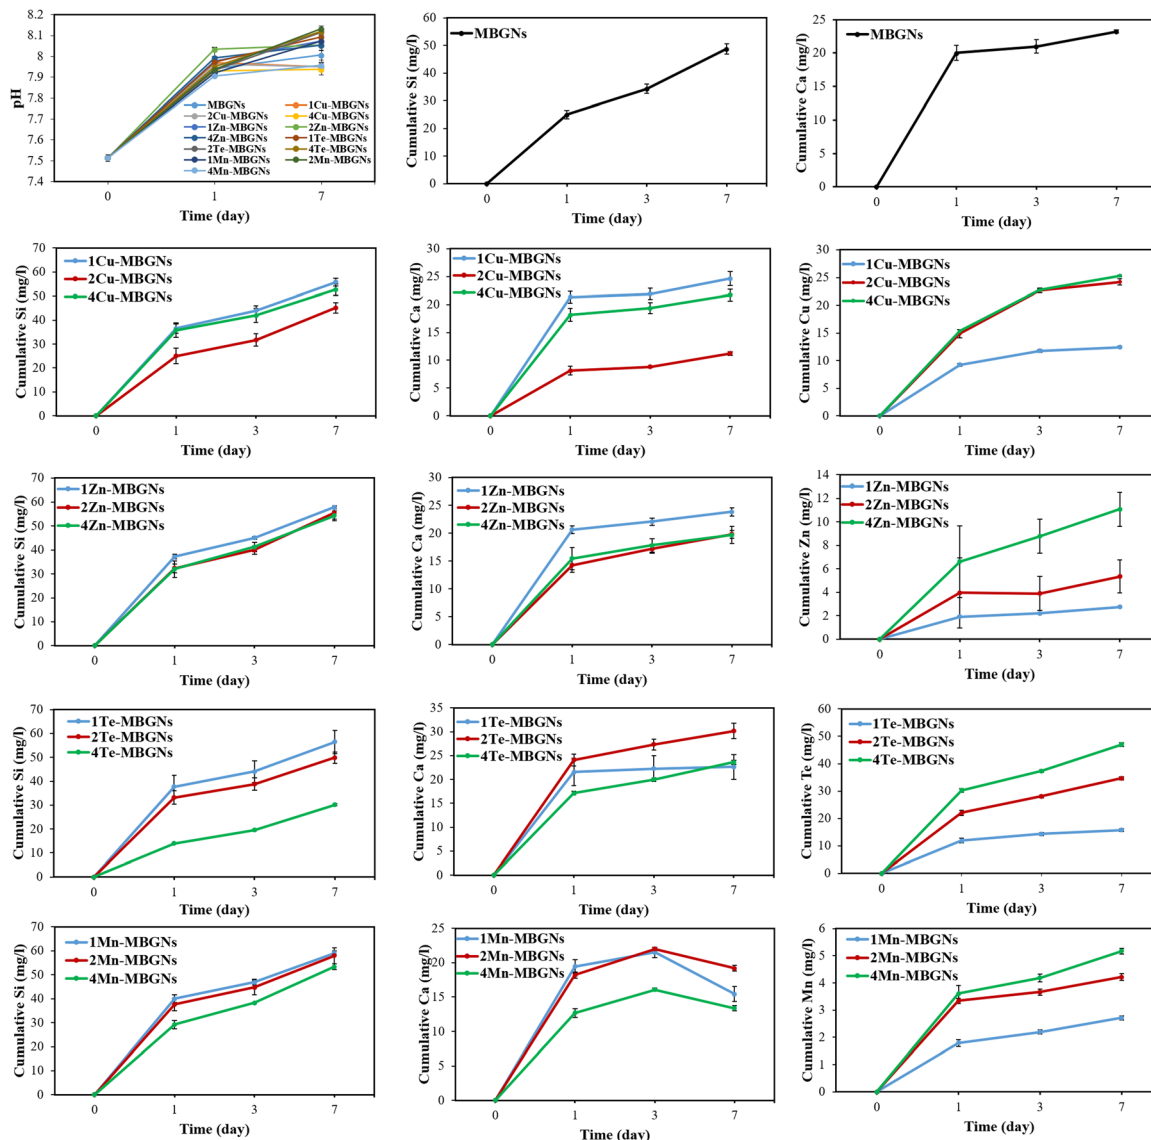 8.2
8.1
8
7.9
7.8
7.7
7.6
7.5
7.4
pH
MBGNs
1Cu-MBGNs
2Cu-MBGNs
4Cu-MBGNs
1Zn-MBGNs
2Zn-MBGNs
4Zn-MBGNs
1Te-MBGNs
2Te-MBGNs
4Te-MBGNs
1Mn-MBGNs
2Mn-MBGNs
4Mn-MBGNs
0 1 7
Time (day)
60
50
40
30
20
10
0
Cumulative Si (mg/l)
MBGNs
0 1 3 7
Time (day)
25
20
15
10
5
0
Cumulative Ca (mg/l)
MBGNs
0 1 3 7
Time (day)
70
60
50
40
30
20
10
0
Cumulative Si (mg/l)
1Cu-MBGNs
2Cu-MBGNs
4Cu-MBGNs
0 1 3 7
Time (day)
30
25
20
15
10
5
0
Cumulative Ca (mg/l)
1Cu-MBGNs
2Cu-MBGNs
4Cu-MBGNs
0 1 3 7
Time (day)
30
25
20
15
10
5
0
Cumulative Cu (mg/l)
1Cu-MBGNs
2Cu-MBGNs
4Cu-MBGNs
0 1 3 7
Time (day)
70
60
50
40
30
20
10
0
Cumulative Si (mg/l)
1Zn-MBGNs
2Zn-MBGNs
4Zn-MBGNs
0 1 3 7
Time (day)
30
25
20
15
10
5
0
Cumulative Ca (mg/l)
1Zn-MBGNs
2Zn-MBGNs
4Zn-MBGNs
0 1 3 7
Time (day)
14
12
10
8
6
4
2
0
Cumulative Zn (mg/l)
1Zn-MBGNs
2Zn-MBGNs
4Zn-MBGNs
0 1 3 7
Time (day)
70
60
50
40
30
20
10
0
Cumulative Si (mg/l)
1Te-MBGNs
2Te-MBGNs
4Te-MBGNs
0 1 3 7
Time (day)
35
30
25
20
15
10
5
0
Cumulative Ca (mg/l)
1Te-MBGNs
2Te-MBGNs
4Te-MBGNs
0 1 3 7
Time (day)
60
50
40
30
20
10
0
Cumulative Te (mg/l)
1Te-MBGNs
2Te-MBGNs
4Te-MBGNs
0 1 3 7
Time (day)
70
60
50
40
30
20
10
0
Cumulative Si (mg/l)
1Mn-MBGNs
2Mn-MBGNs
4Mn-MBGNs
0 1 3 7
Time (day)
25
20
15
10
5
0
Cumulative Ca (mg/l)
1Mn-MBGNs
2Mn-MBGNs
4Mn-MBGNs
0 1 3 7
Time (day)
6
5
4
3
2
1
0
Cumulative Mn (mg/l)
1Mn-MBGNs
2Mn-MBGNs
4Mn-MBGNs
0 1 3 7
Time (day)